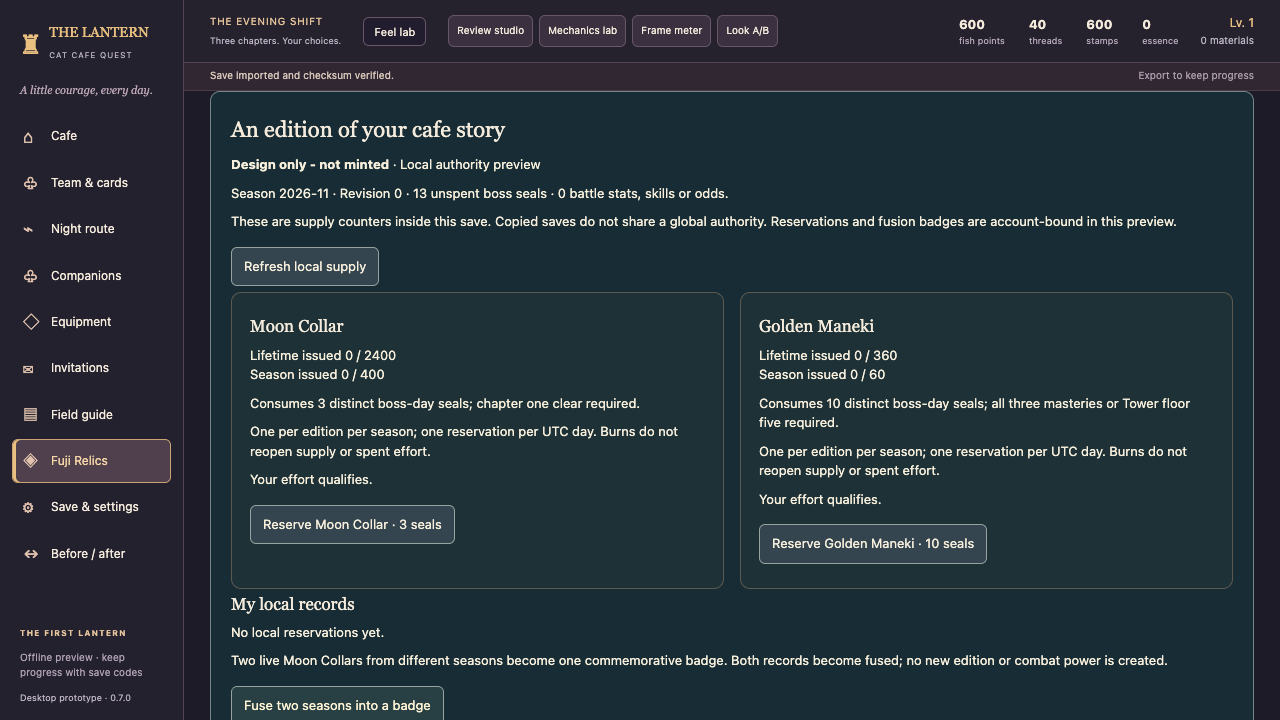 THE LANTERN
CAT CAFE QUEST
A little courage, every day.
Cafe
Team & cards
Night route
Companions
Equipment
Invitations
Field guide
Fuji Relics
Save & settings
Before / after
THE FIRST LANTERN
Offline preview · keep
progress with save codes
Desktop prototype · 0.7.0
THE EVENING SHIFT
Three chapters. Your choices.
Feel lab
Review studio
Mechanics lab
Frame meter
Look A/B
600
fish points
40
threads
600
stamps
0
essence
Lv. 1
0 materials
Save imported and checksum verified.
Export to keep progress
An edition of your cafe story
Design only - not minted · Local authority preview
Season 2026-11 · Revision 0 · 13 unspent boss seals · 0 battle stats, skills or odds.
These are supply counters inside this save. Copied saves do not share a global authority. Reservations and fusion badges are account-bound in this preview.
Refresh local supply
Moon Collar
Lifetime issued 0 / 2400
Season issued 0 / 400
Consumes 3 distinct boss-day seals; chapter one clear required.
One per edition per season; one reservation per UTC day. Burns do not
reopen supply or spent effort.
Your effort qualifies.
Reserve Moon Collar · 3 seals
Golden Maneki
Lifetime issued 0 / 360
Season issued 0 / 60
Consumes 10 distinct boss-day seals; all three masteries or Tower floor
five required.
One per edition per season; one reservation per UTC day. Burns do not
reopen supply or spent effort.
Your effort qualifies.
Reserve Golden Maneki · 10 seals
My local records
No local reservations yet.
Two live Moon Collars from different seasons become one commemorative badge. Both records become fused; no new edition or combat power is created.
Fuse two seasons into a badge